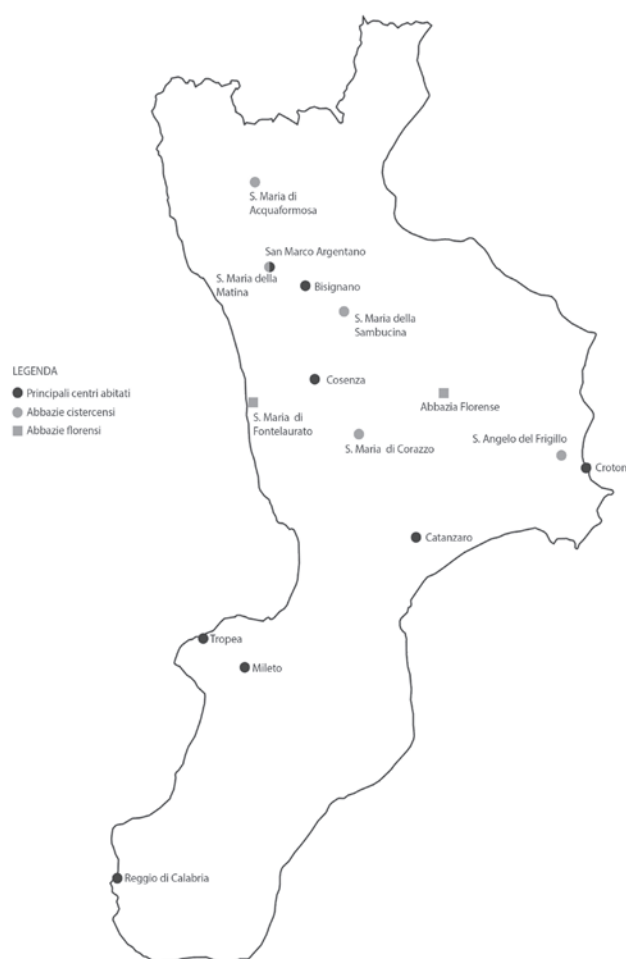 S. Maria di
Acquaformosa
San Marco Argentano
S. Maria della
Matina
Bisignano
S. Maria della
Sambucina
LEGENDA
Principali centri abitati
Abbazie cistercensi
Abbazie florensi
Cosenza
S. Maria di
Fontelaurato
Abbazia Florense
S. Maria di Corazzo
S. Angelo del Frigillo
Croton
Catanzaro
Tropea
Mileto
Reggio di Calabria